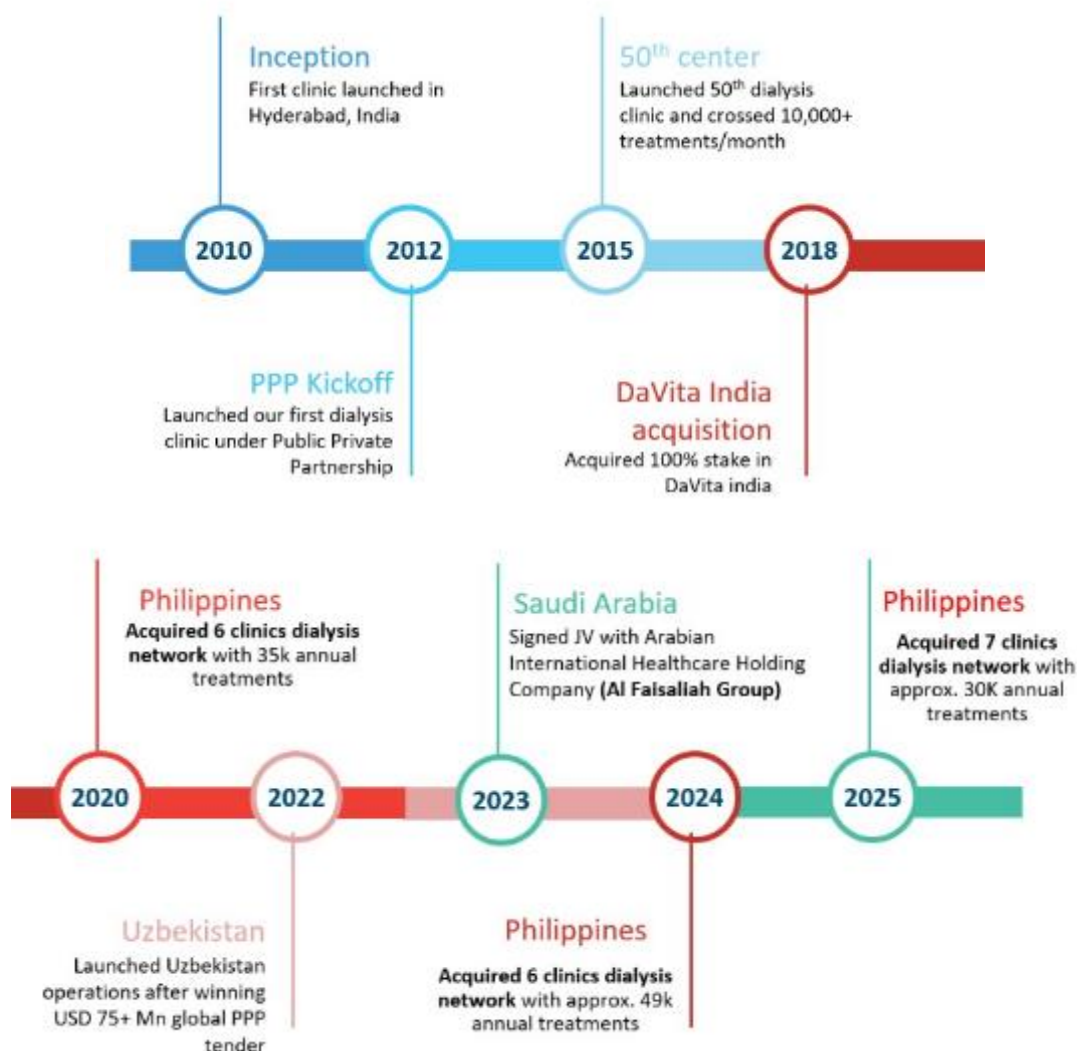 Inception
First clinic launched in
Hyderabad, India
50th center
Launched 50th dialysis
clinic and crossed 10,000+
treatments/month
2010
2012
2015
2018
PPP Kickoff
Launched our first dialysis
clinic under Public Private
Partnership
DaVita India
acquisition
Acquired 100% stake in
DaVita india
Philippines
Acquired 6 clinics dialysis
network with 35k annual
treatments
Saudi Arabia
Signed JV with Arabian
International Healthcare Holding
Company (Al Faisaliah Group)
Philippines
Acquired 7 clinics
dialysis network with
approx. 30K annual
treatments
2020
2022
2023
2024
2025
Uzbekistan
Launched Uzbekistan
operations after winning
USD 75+ Mn global PPP
tender
Philippines
Acquired 6 clinics dialysis
network with approx. 49k
annual treatments